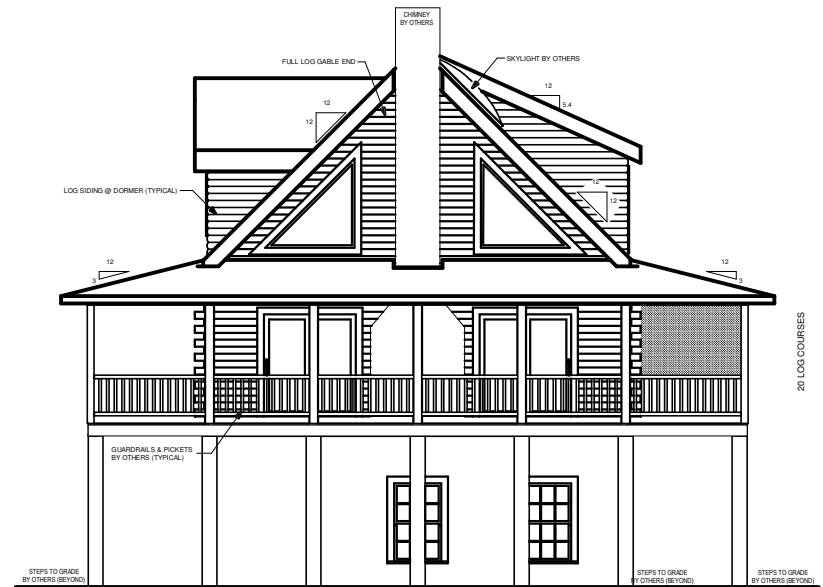 CHIMNEY
BY OTHERS
FULL LOG GABLE END
SKYLIGHT BY OTHERS
12
12
12
5.4
LOG SIDING @ DORMER (TYPICAL)
12
12
12
3
12
3
20 LOG COURSES
GUARDRAILS & PICKETS
BY OTHERS (TYPICAL)
STEPS TO GRADE
BY OTHERS (BEYOND)
STEPS TO GRADE
BY OTHERS (BEYOND)
STEPS TO GRADE
BY OTHERS (BEYOND)